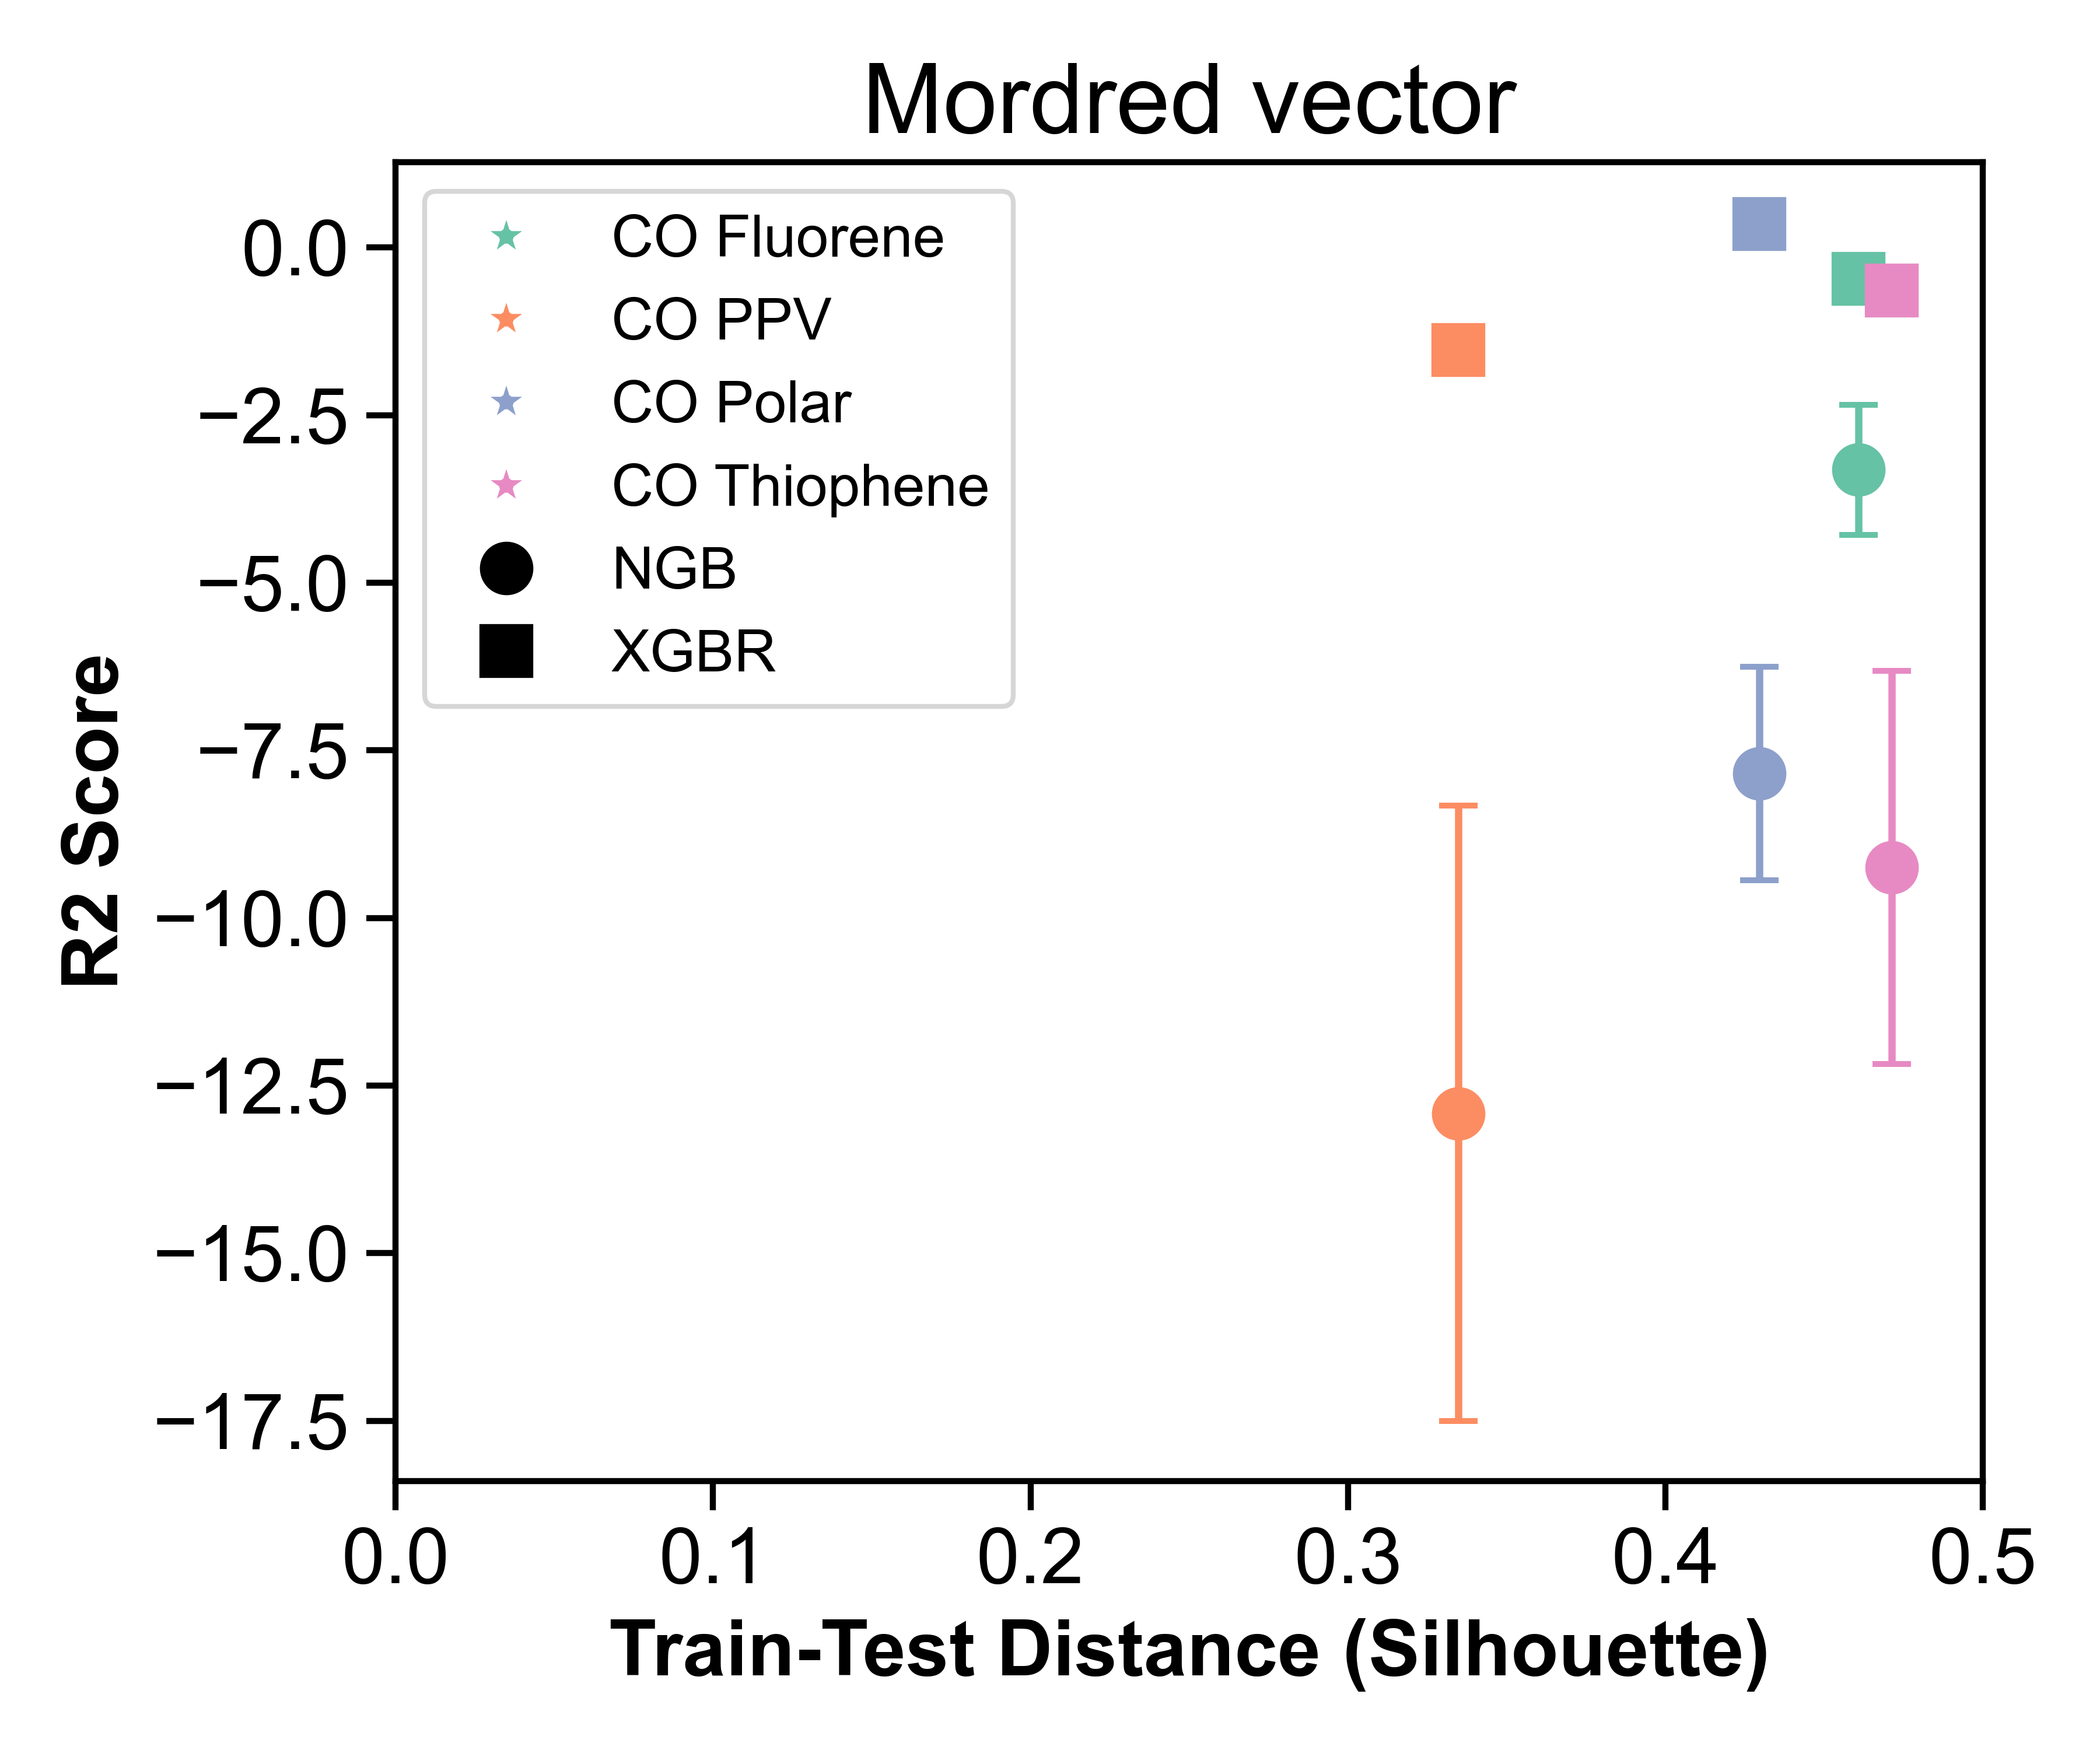 Mordred vector
CO Fluorene
CO PPV
CO Polar
CO Thiophene
NGB
XGBR
R2 Score
0.0
−2.5
−5.0
−7.5
−10.0
−12.5
−15.0
−17.5
0.0 0.1 0.2 0.3 0.4 0.5
Train-Test Distance (Silhouette)